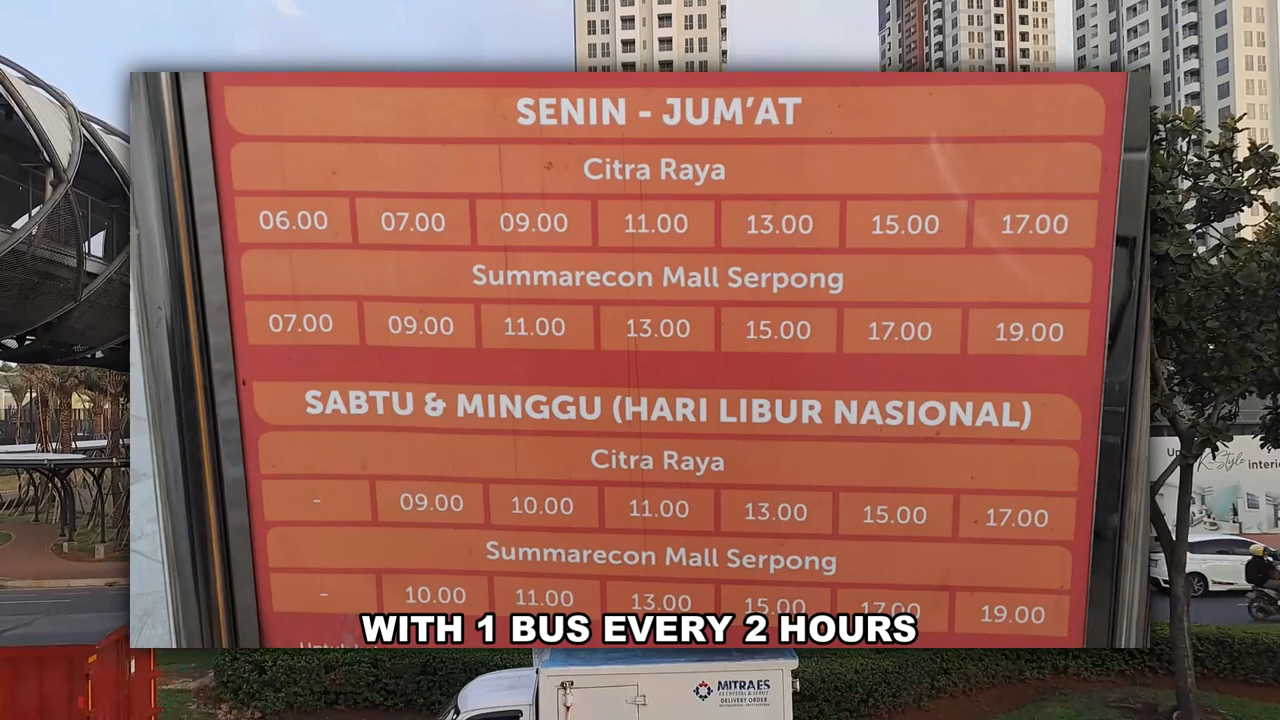 SENIN - JUM'AT
Citra Raya
06.00 07.00 09.00 11.00 13.00 15.00 17.00
Summarecon Mall Serpong
07.00 09.00 11.00 13.00 15.00 17.00 19.00
SABTU & MINGGU (HARI LIBUR NASIONAL)
Citra Raya
- 09.00 10.00 11.00 13.00 15.00 17.00
Summarecon Mall Serpong
- 10.00 11.00 13.00 15.00 17.00 19.00
WITH 1 BUS EVERY 2 HOURS
K-Style interi
MITRAES
DELIVERY ORDER